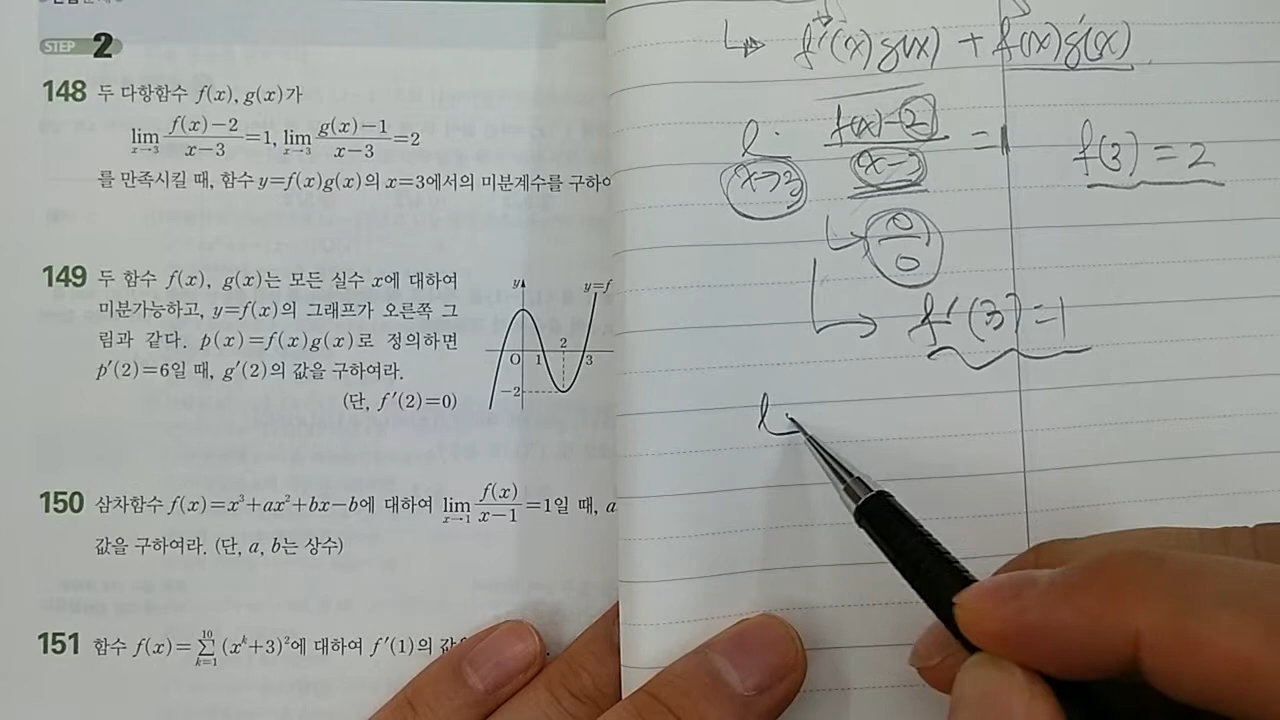 STEP 2
148 두 다항함수 f(x), g(x)가
lim x→3 f(x)−2 / x−3 =1, lim x→3 g(x)−1 / x−3 =2
를 만족시킬 때, 함수 y=f(x)g(x)의 x=3에서의 미분계수를 구하여
149 두 함수 f(x), g(x)는 모든 실수 x에 대하여
미분가능하고, y=f(x)의 그래프가 오른쪽 그
림과 같다. p(x)=f(x)g(x)로 정의하면
p′(2)=6일 때, g′(2)의 값을 구하여라.
(단, f′(2)=0)
y
y=f
O 1 2 3
−2
150 삼차함수 f(x)=x³+ax²+bx−b에 대하여 lim x→1 f(x) / x−1 =1일 때, a
값을 구하여라. (단, a, b는 상수)
151 함수 f(x)= 10 Σ k=1 (xᵏ+3)²에 대하여 f′(1)의 값
f′(x)g(x) + f(x)g′(x)
x→3 f(x)−2 / x−3 =1
f(3)=2
0 / 0
f′(3)=1